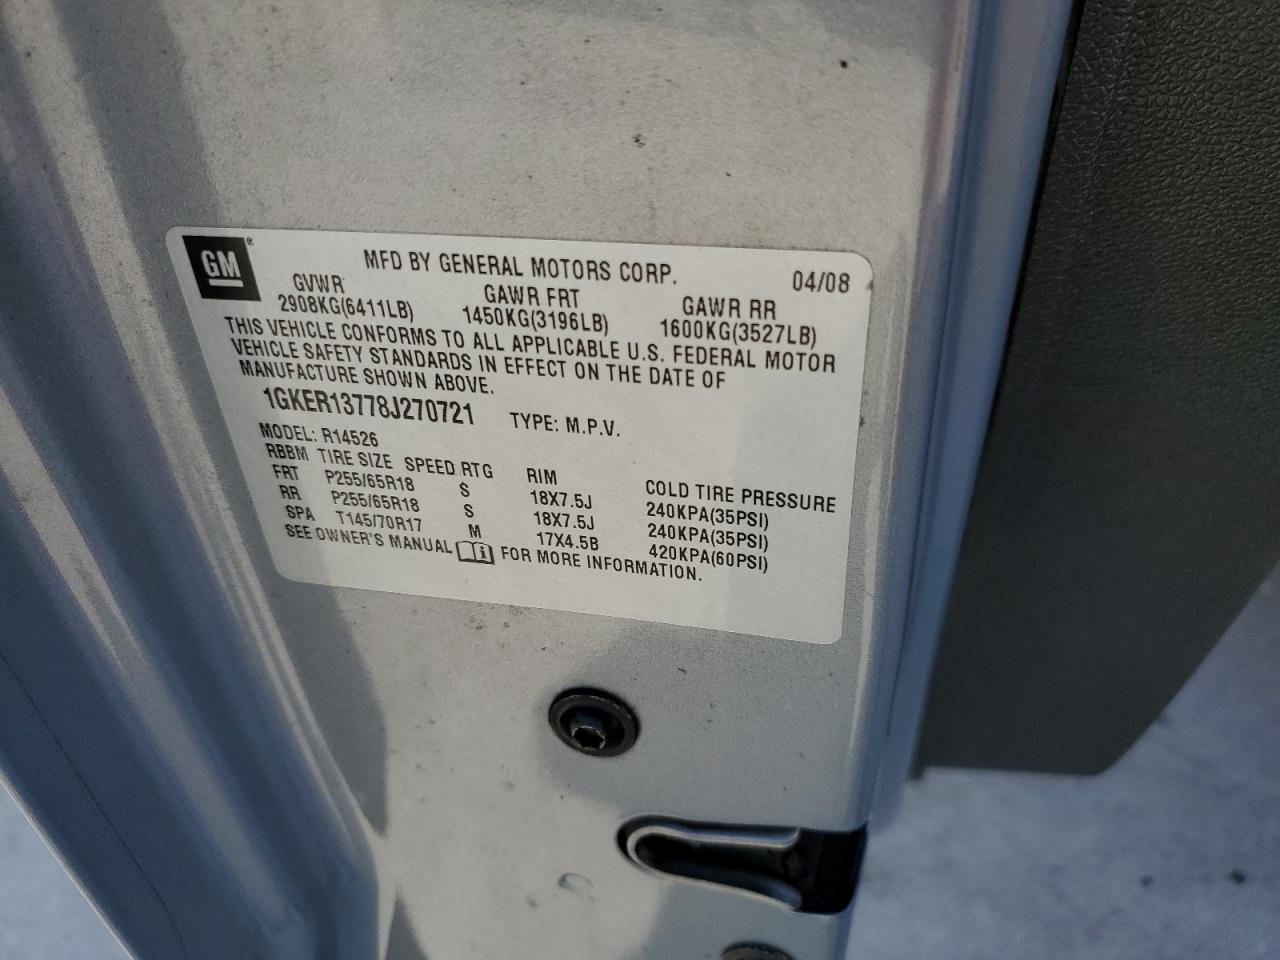 GM®
MFD BY GENERAL MOTORS CORP. 04/08
GVWR GAWR FRT GAWR RR
2908KG(6411LB) 1450KG(3196LB) 1600KG(3527LB)
THIS VEHICLE CONFORMS TO ALL APPLICABLE U.S. FEDERAL MOTOR
VEHICLE SAFETY STANDARDS IN EFFECT ON THE DATE OF
MANUFACTURE SHOWN ABOVE.
1GKER13778J270721 TYPE: M.P.V.
MODEL: R14526
RBBM TIRE SIZE SPEED RTG RIM COLD TIRE PRESSURE
FRT P255/65R18 S 18X7.5J 240KPA(35PSI)
RR P255/65R18 S 18X7.5J 240KPA(35PSI)
SPA T145/70R17 M 17X4.5B 420KPA(60PSI)
SEE OWNER'S MANUAL FOR MORE INFORMATION.